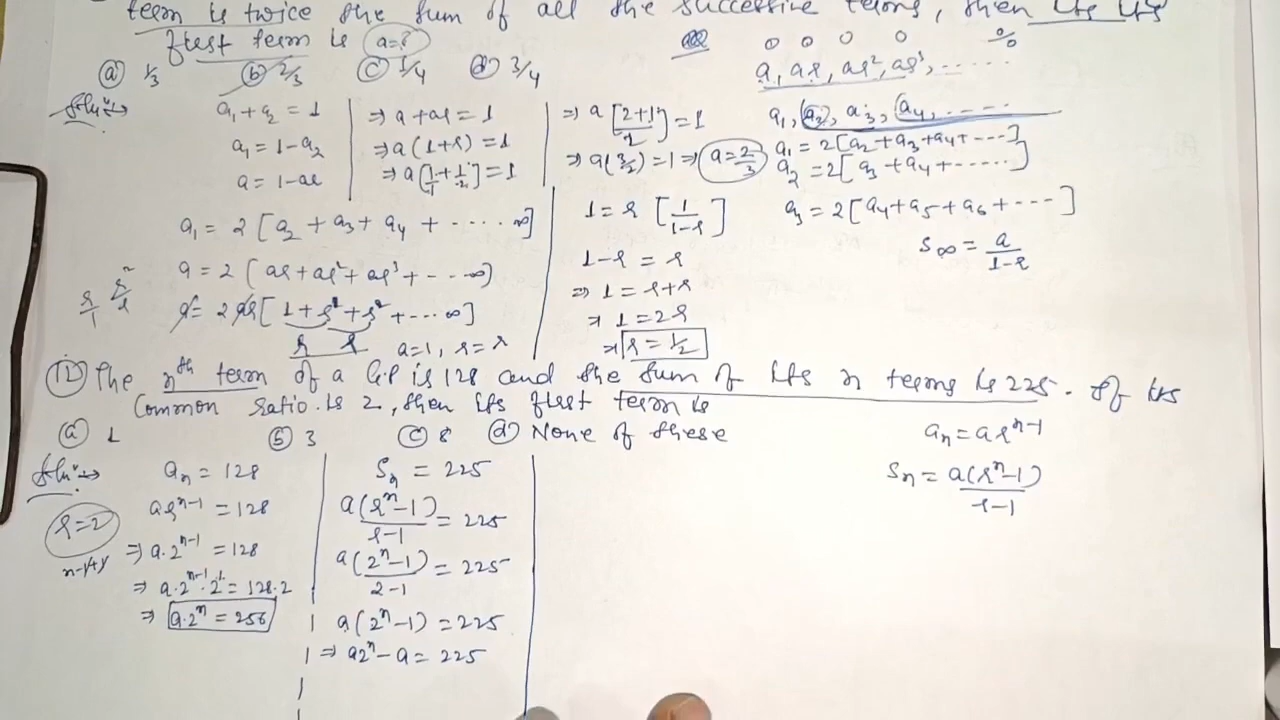 term is twice the sum of all the successive terms, then its its
first term is a=?
(a) 1/3 (b) 2/3 (c) 1/4 (d) 3/4
a, ar, ar², ar³, ......
Soln:→
a₁+a₂ = 1
a₁ = 1-a₂
a = 1-ar
⇒ a+ar = 1
⇒ a(1+r) = 1
⇒ a[1/1+1/2] = 1
⇒ a[2+1/2] = 1
⇒ a(3/2) = 1 ⇒ a = 2/3
a₁, a₂, a₃, a₄, ......
a₁ = 2[a₂+a₃+a₄+----]
a₂ = 2[a₃+a₄+......]
a₃ = 2[a₄+a₅+a₆+---]
S∞ = a/1-r
a₁ = 2[a₂+a₃+a₄+ ...... ∞]
a = 2(ar+ar²+ar³+-----∞)
a = 2ar[1+r¹+r²+....∞]
r/1 r²/r
r r a=1, r=r
1 = r[1/1-r]
1-r = r
⇒ 1 = r+r
⇒ 1 = 2r
⇒ r = 1/2
(12) The nth term of a G.P is 128 and the sum of its n terms is 225. If its
Common ratio is 2, then its first term is
(a) 1 (b) 3 (c) 8 (d) None of these
aₙ = arⁿ⁻¹
Sₙ = a(rⁿ-1)/r-1
Soln:→
aₙ = 128
arⁿ⁻¹ = 128
r=2
⇒ a.2ⁿ⁻¹ = 128
n-1+1
⇒ a.2ⁿ⁻¹.2¹ = 128.2
⇒ a.2ⁿ = 256
Sₙ = 225
a(rⁿ-1)/r-1 = 225
a(2ⁿ-1)/2-1 = 225
a(2ⁿ-1) = 225
⇒ a2ⁿ-a = 225